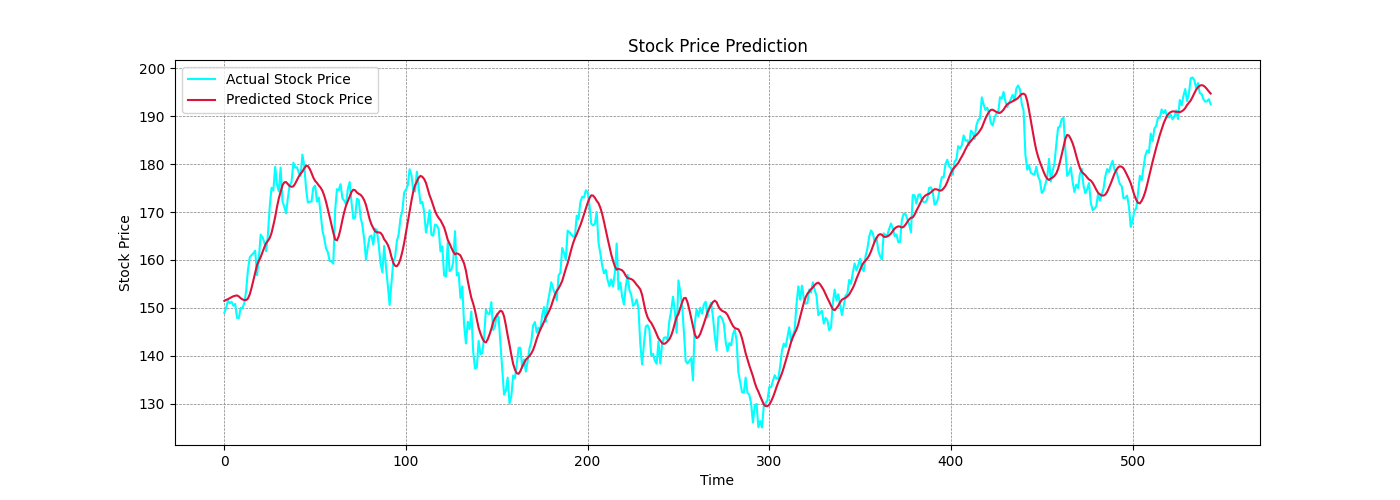 Stock Price Prediction
Actual Stock Price
Predicted Stock Price
Stock Price
200
190
180
170
160
150
140
130
0 100 200 300 400 500
Time